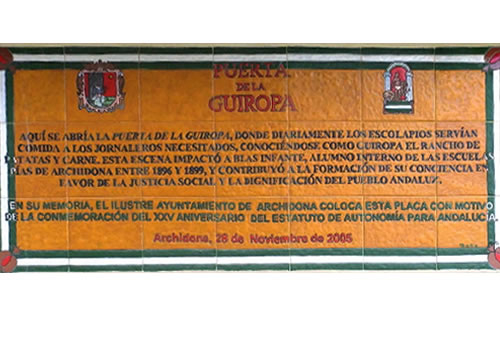 PUERTA
DE LA
GUIROPA
AQUÍ SE ABRÍA LA PUERTA DE LA GUIROPA, DONDE DIARIAMENTE LOS ESCOLAPIOS SERVÍAN
COMIDA A LOS JORNALEROS NECESITADOS, CONOCIÉNDOSE COMO GUIROPA EL RANCHO DE
PATATAS Y CARNE. ESTA ESCENA IMPACTÓ A BLAS INFANTE, ALUMNO INTERNO DE LAS ESCUELAS
PÍAS DE ARCHIDONA ENTRE 1896 Y 1899, Y CONTRIBUYÓ A LA FORMACIÓN DE SU CONCIENCIA EN
FAVOR DE LA JUSTICIA SOCIAL Y LA DIGNIFICACIÓN DEL PUEBLO ANDALUZ.
EN SU MEMORIA, EL ILUSTRE AYUNTAMIENTO DE ARCHIDONA COLOCA ESTA PLACA CON MOTIVO
DE LA CONMEMORACIÓN DEL XXV ANIVERSARIO DEL ESTATUTO DE AUTONOMÍA PARA ANDALUCÍA
Archidona, 28 de Noviembre de 2005